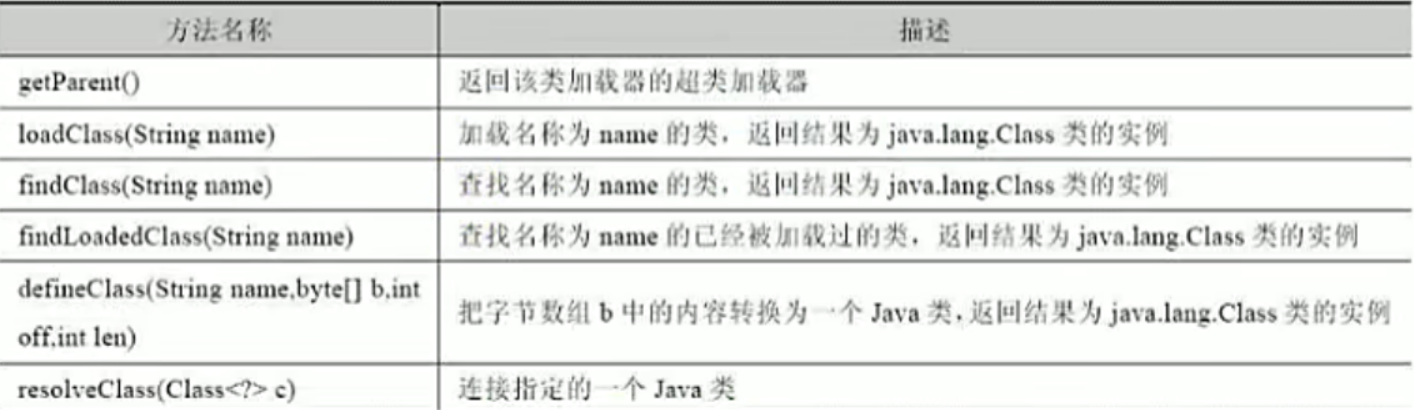 方法名称
描述
getParent()
返回该类加载器的超类加载器
loadClass(String name)
加载名称为 name 的类，返回结果为 java.lang.Class 类的实例
findClass(String name)
查找名称为 name 的类，返回结果为 java.lang.Class 类的实例
findLoadedClass(String name)
查找名称为 name 的已经被加载过的类，返回结果为 java.lang.Class 类的实例
defineClass(String name,byte[] b,int
off,int len)
把字节数组 b 中的内容转换为一个 Java 类,返回结果为 java.lang.Class 类的实例
resolveClass(Class<?> c)
连接指定的一个 Java 类